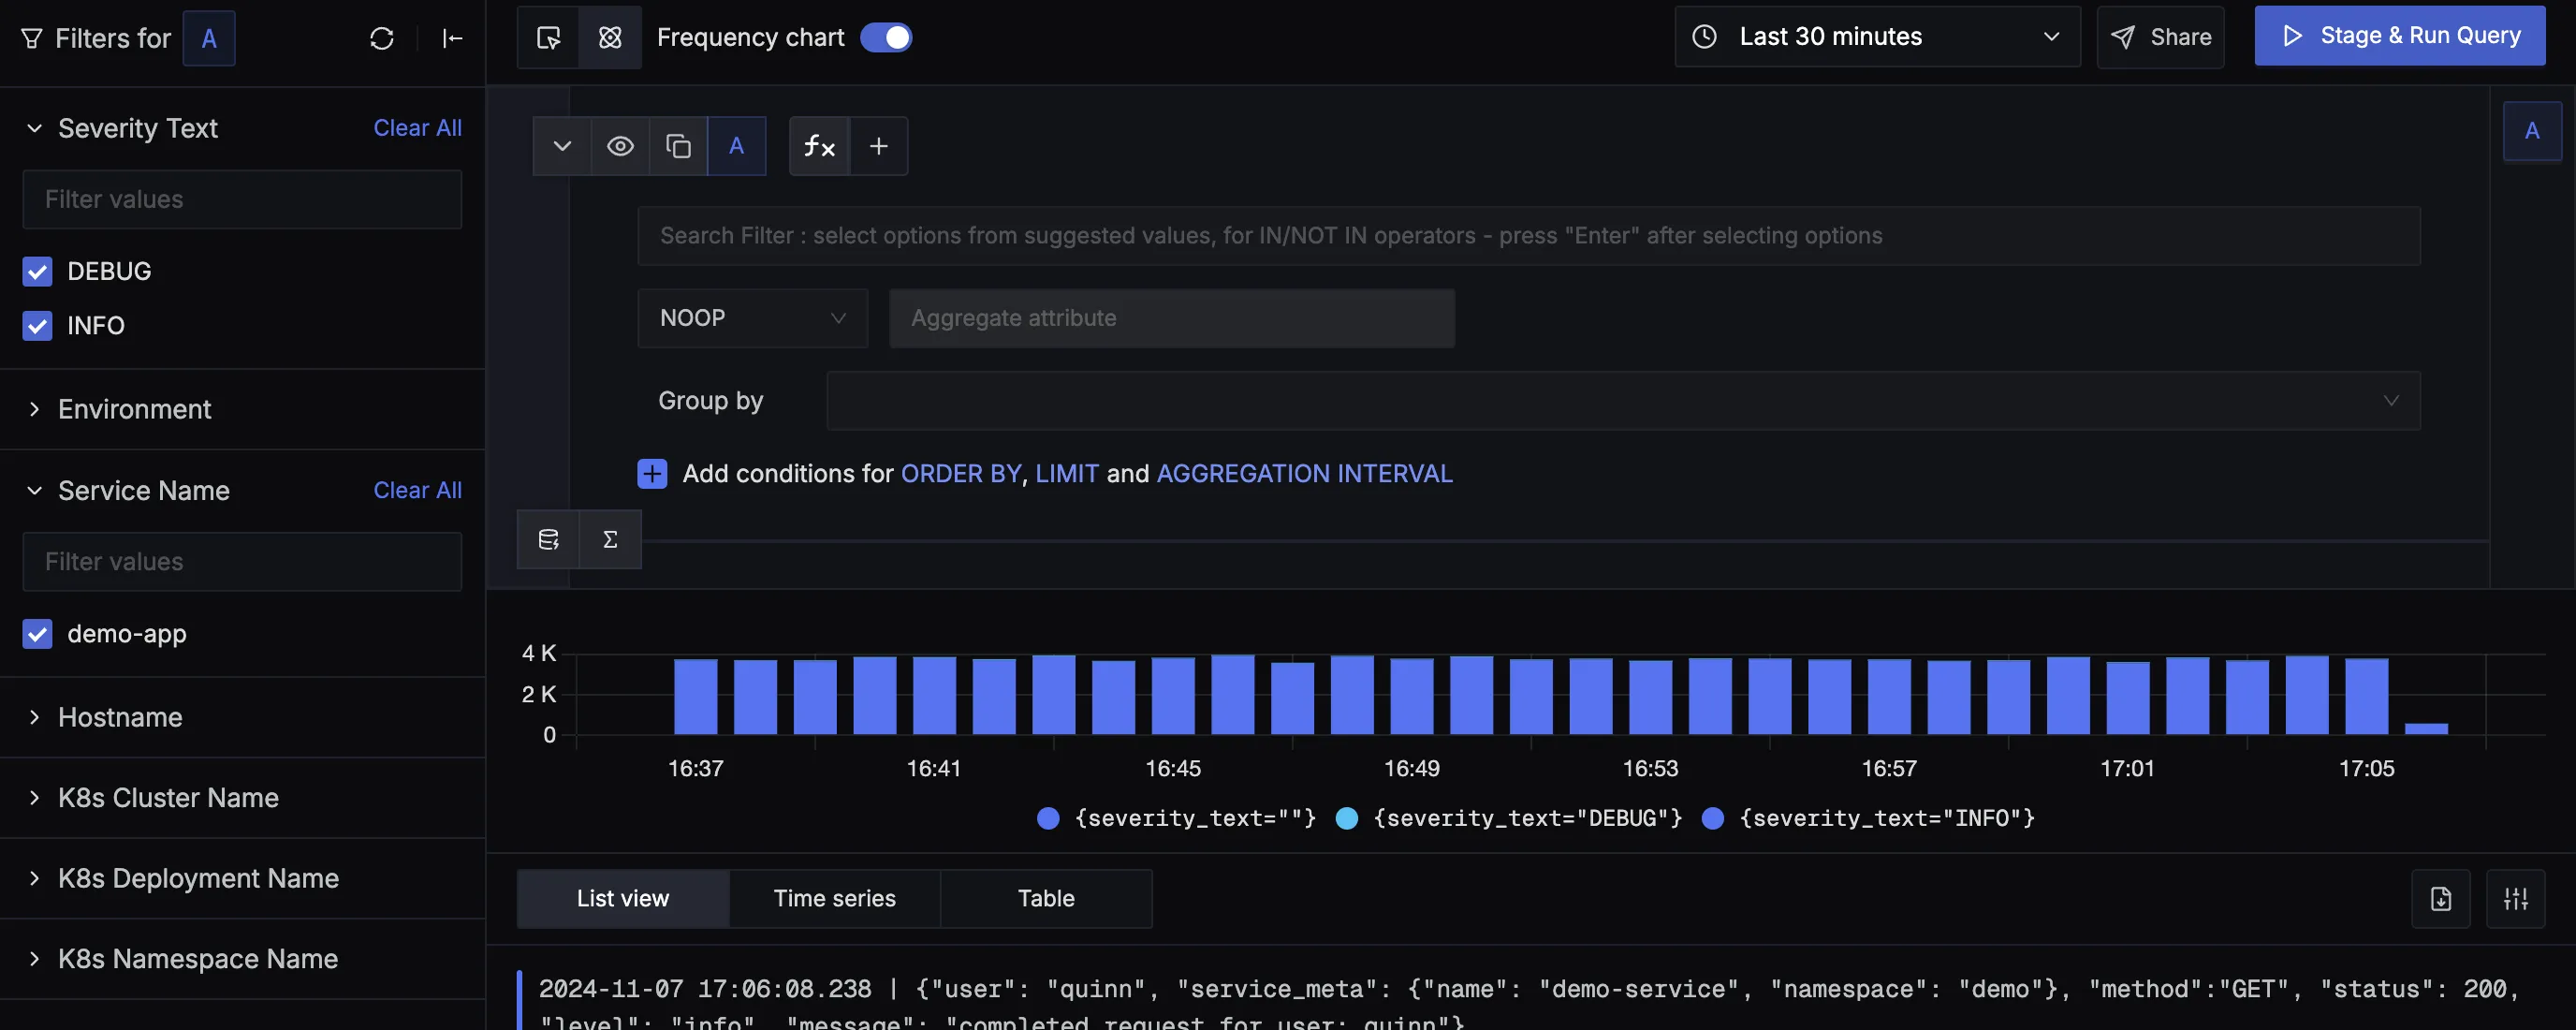 Filters for A
Frequency chart
Last 30 minutes
Share
Stage & Run Query
Severity Text
Clear All
Filter values
DEBUG
INFO
Environment
Service Name
Clear All
Filter values
demo-app
Hostname
K8s Cluster Name
K8s Deployment Name
K8s Namespace Name
A
fx
+
A
Search Filter : select options from suggested values, for IN/NOT IN operators - press "Enter" after selecting options
NOOP
Aggregate attribute
Group by
Add conditions for ORDER BY, LIMIT and AGGREGATION INTERVAL
Σ
4 K
2 K
0
16:37 16:41 16:45 16:49 16:53 16:57 17:01 17:05
{severity_text=""} {severity_text="DEBUG"} {severity_text="INFO"}
List view
Time series
Table
2024-11-07 17:06:08.238 | {"user": "quinn", "service_meta": {"name": "demo-service", "namespace": "demo"}, "method":"GET", "status": 200,
"level": "info", "message": "completed request for user: quinn"}